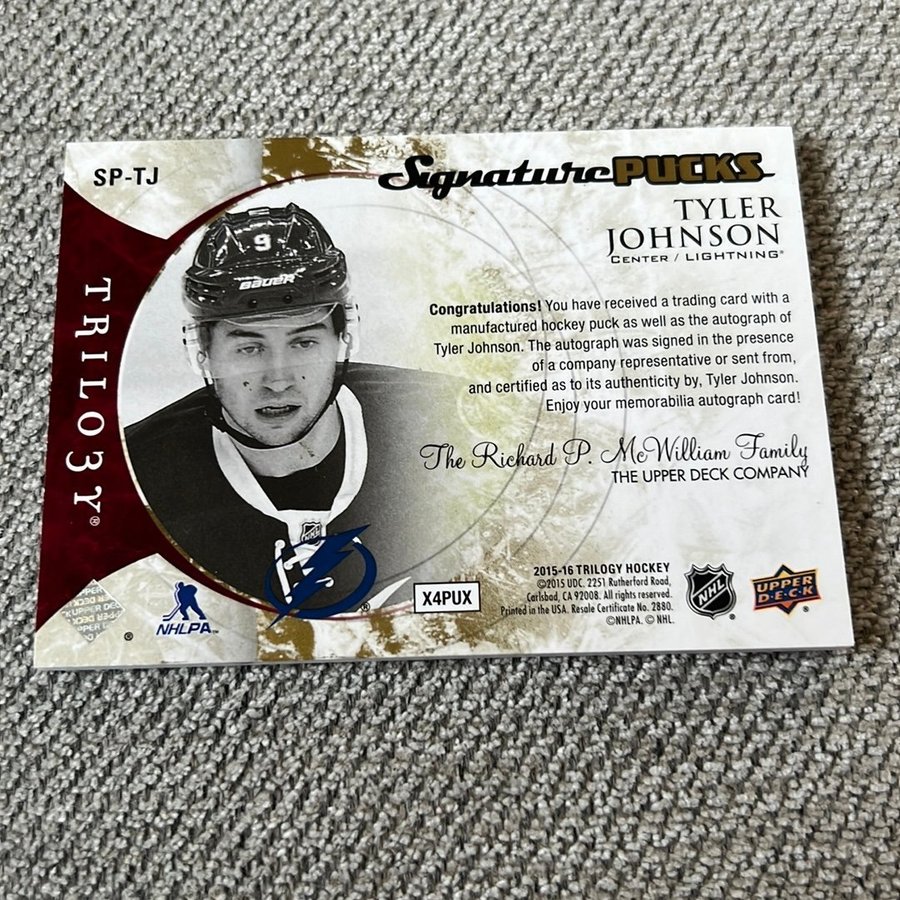 SP-TJ
Signature PUCKS
TYLER
JOHNSON
CENTER / LIGHTNING®
TRILO3Y®
9
BAUER
Congratulations! You have received a trading card with a
manufactured hockey puck as well as the autograph of
Tyler Johnson. The autograph was signed in the presence
of a company representative or sent from,
and certified as to its authenticity by, Tyler Johnson.
Enjoy your memorabilia autograph card!
The Richard P. McWilliam Family
THE UPPER DECK COMPANY
2015-16 TRILOGY HOCKEY
©2015 UDC. 2251 Rutherford Road,
Carlsbad, CA 92008. All rights reserved.
Printed in the USA. Resale Certificate No. 2880.
©NHLPA. © NHL.
X4PUX
NHLPA
NHL
UPPER
DECK